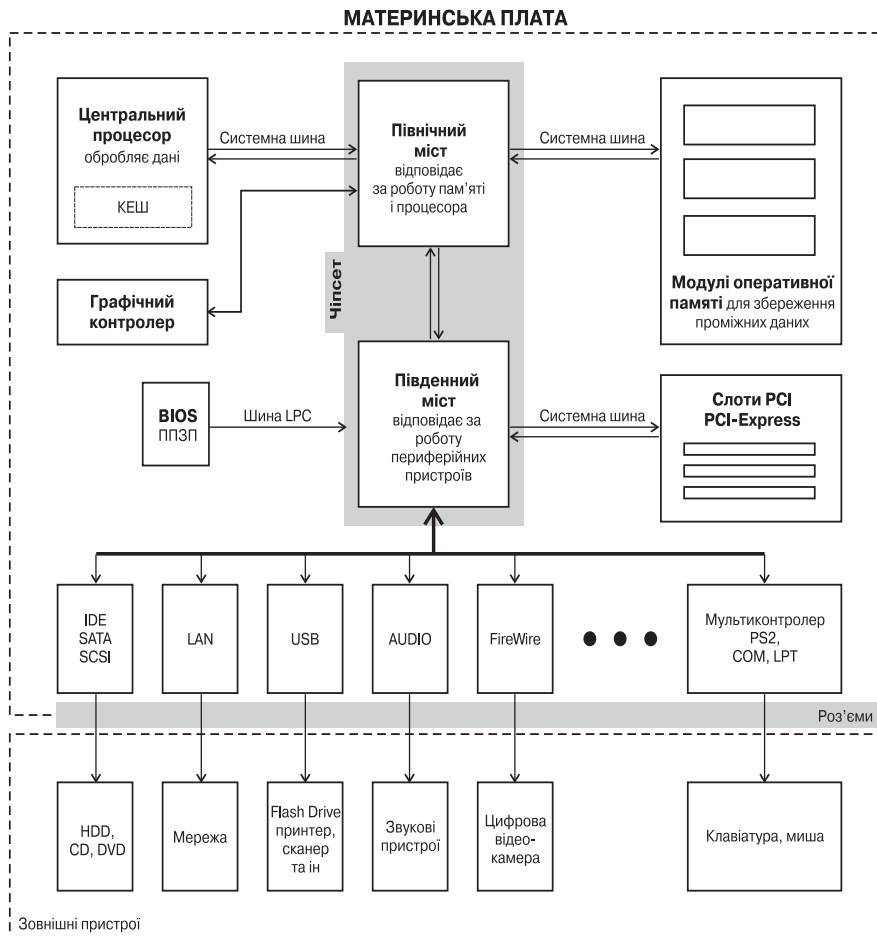 МАТЕРИНСЬКА ПЛАТА
Центральний
процесор
обробляє дані
КЕШ
Системна шина
Північний
міст
відповідає
за роботу пам’яті
і процесора
Системна шина
Модулі оперативної
памяті для збереження
проміжних даних
Графічний
контролер
Чіпсет
BIOS
ППЗП
Шина LPC
Південний
міст
відповідає за
роботу
периферійних
пристроїв
Системна шина
Слоти PCI
PCI-Express
IDE
SATA
SCSI
LAN
USB
AUDIO
FireWire
Мультиконтролер
PS2,
COM, LPT
Роз’єми
HDD,
CD, DVD
Мережа
Flash Drive
принтер,
сканер
та ін
Звукові
пристрої
Цифрова
відео-
камера
Клавіатура, миша
Зовнішні пристрої